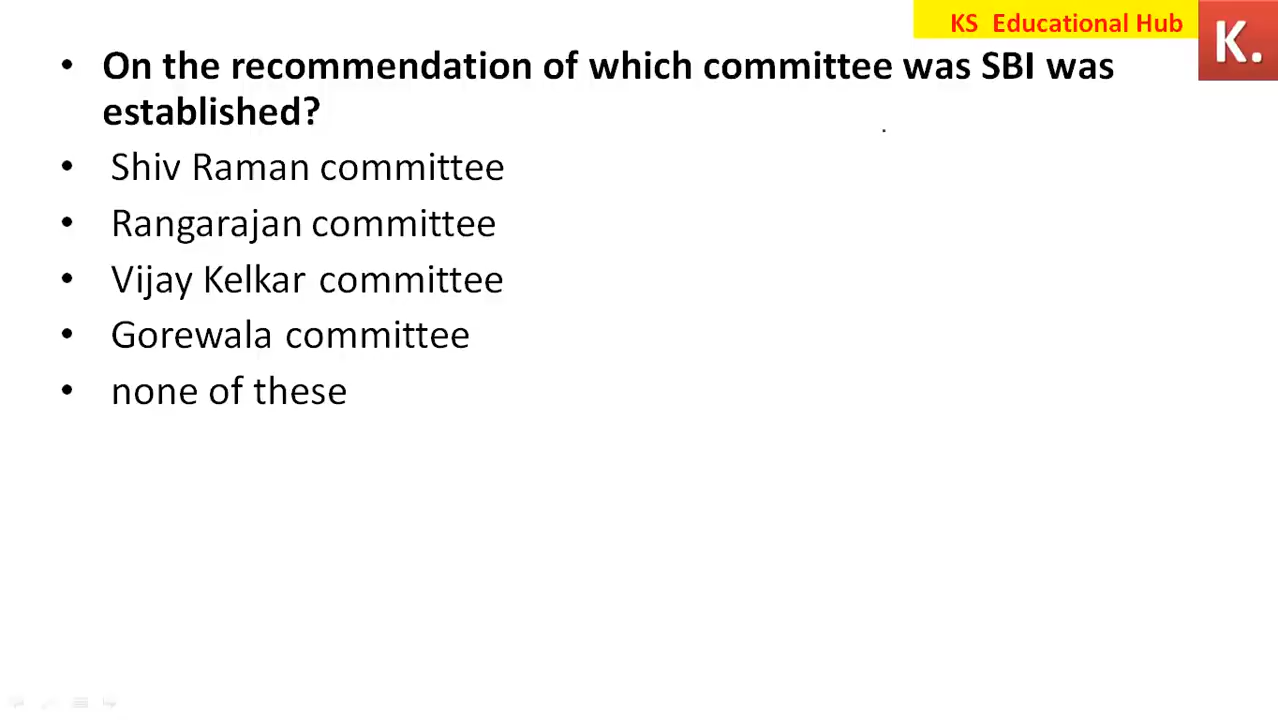 KS Educational Hub
K.
• On the recommendation of which committee was SBI was
established?
• Shiv Raman committee
• Rangarajan committee
• Vijay Kelkar committee
• Gorewala committee
• none of these